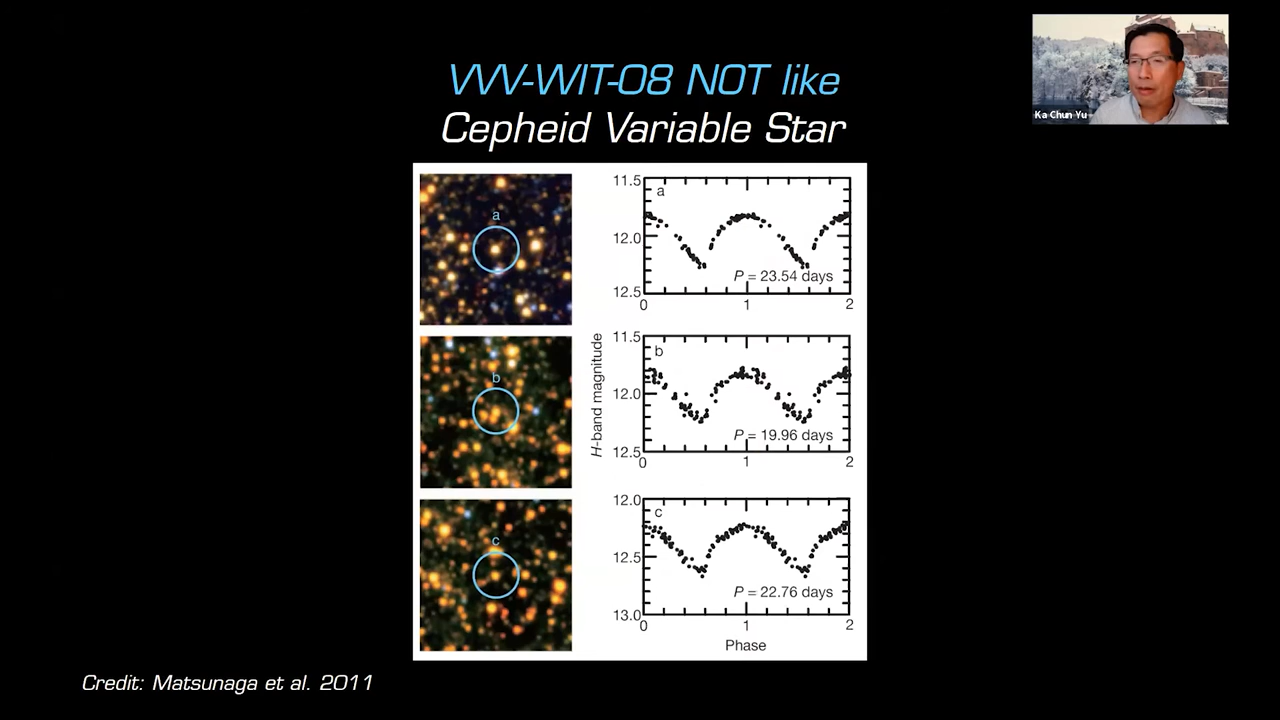 VVV-WIT-08 NOT like
Cepheid Variable Star
Ka Chun Yu
a
11.5
a
12.0
P = 23.54 days
12.5
0
1
2
b
11.5
b
12.0
P = 19.96 days
12.5
0
1
2
H-band magnitude
c
12.0
c
12.5
P = 22.76 days
13.0
0
1
2
Phase
Credit: Matsunaga et al. 2011